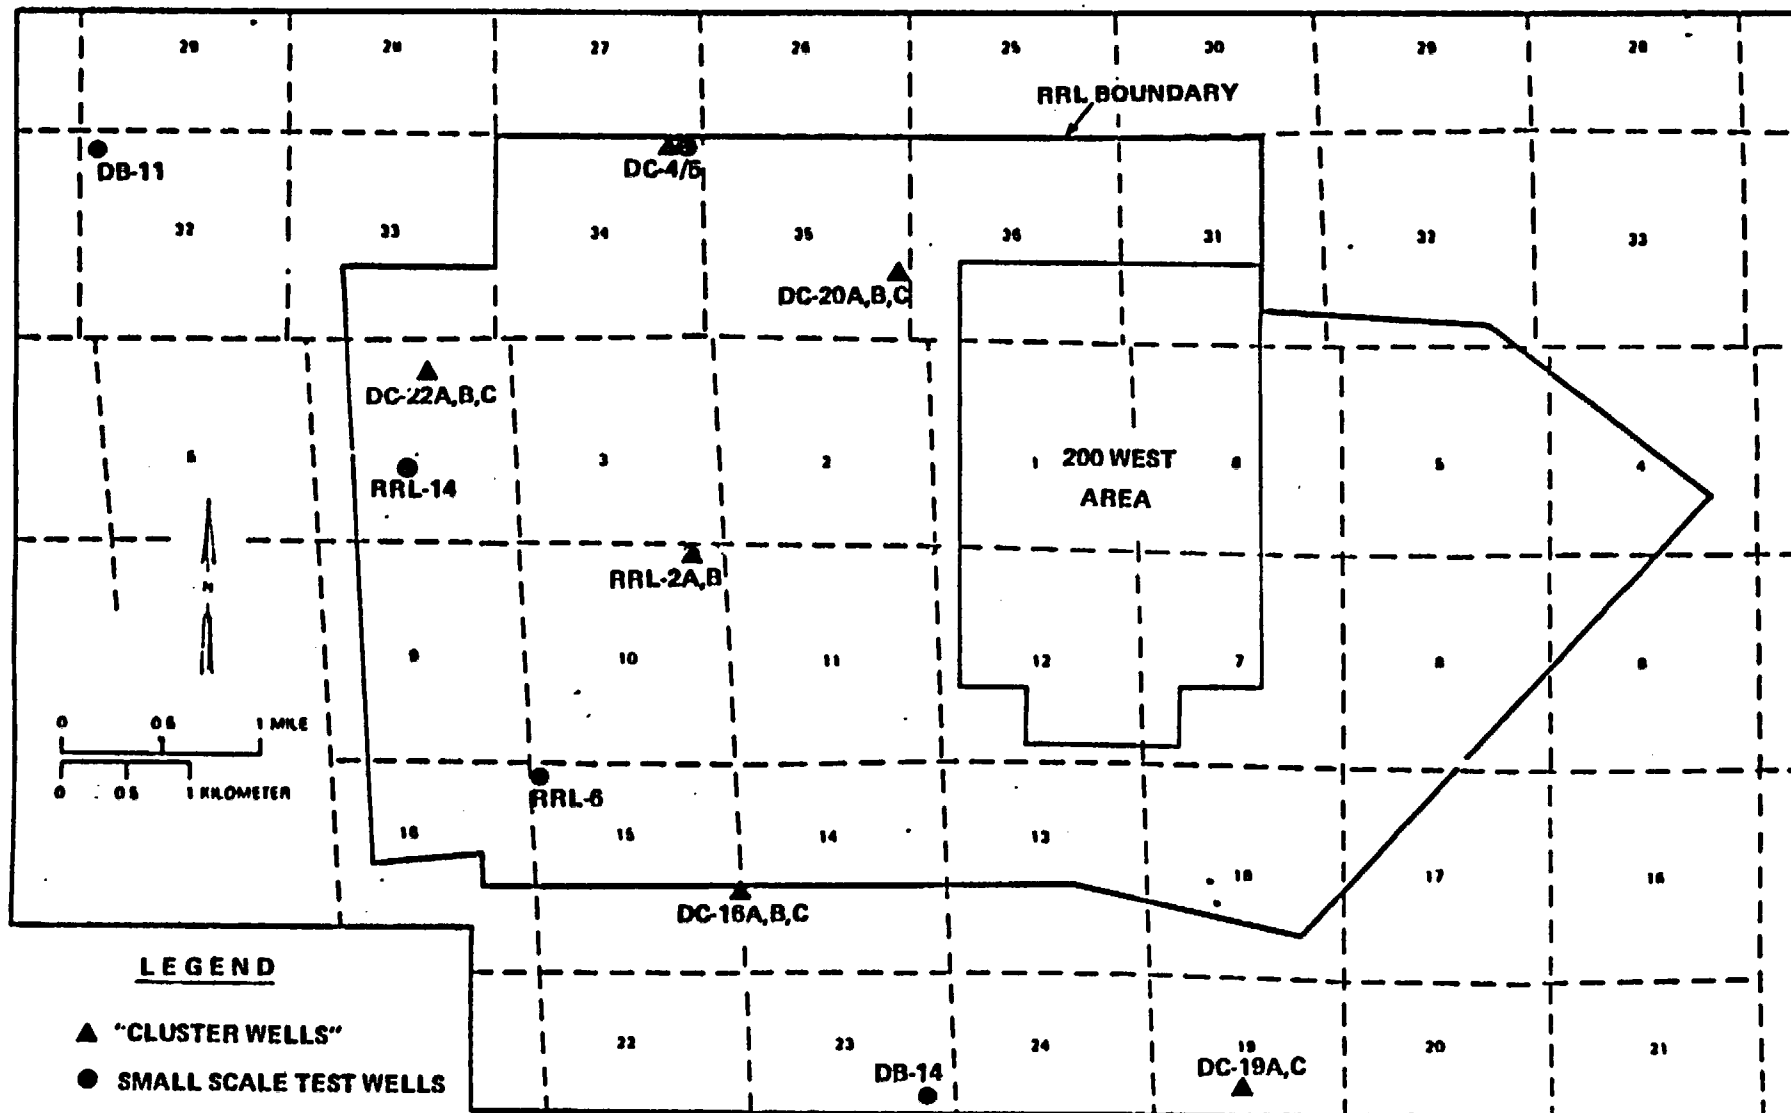 29 28 27 26 25 30 29 28
RRL BOUNDARY
DB-11
DC-4/5
32 33 34 35 36 31 32 33
DC-20A,B,C
DC-22A,B,C
3 2 1 200 WEST 6 5 4
AREA
RRL-14
RRL-2A,B
N
9 10 11 12 7 8 9
0 0.5 1 MILE
0 0.5 1 KILOMETER
RRL-6
16 15 14 13 18 17 16
DC-16A,B,C
LEGEND
"CLUSTER WELLS"
SMALL SCALE TEST WELLS
22 23 24 19 20 21
DB-14
DC-19A,C